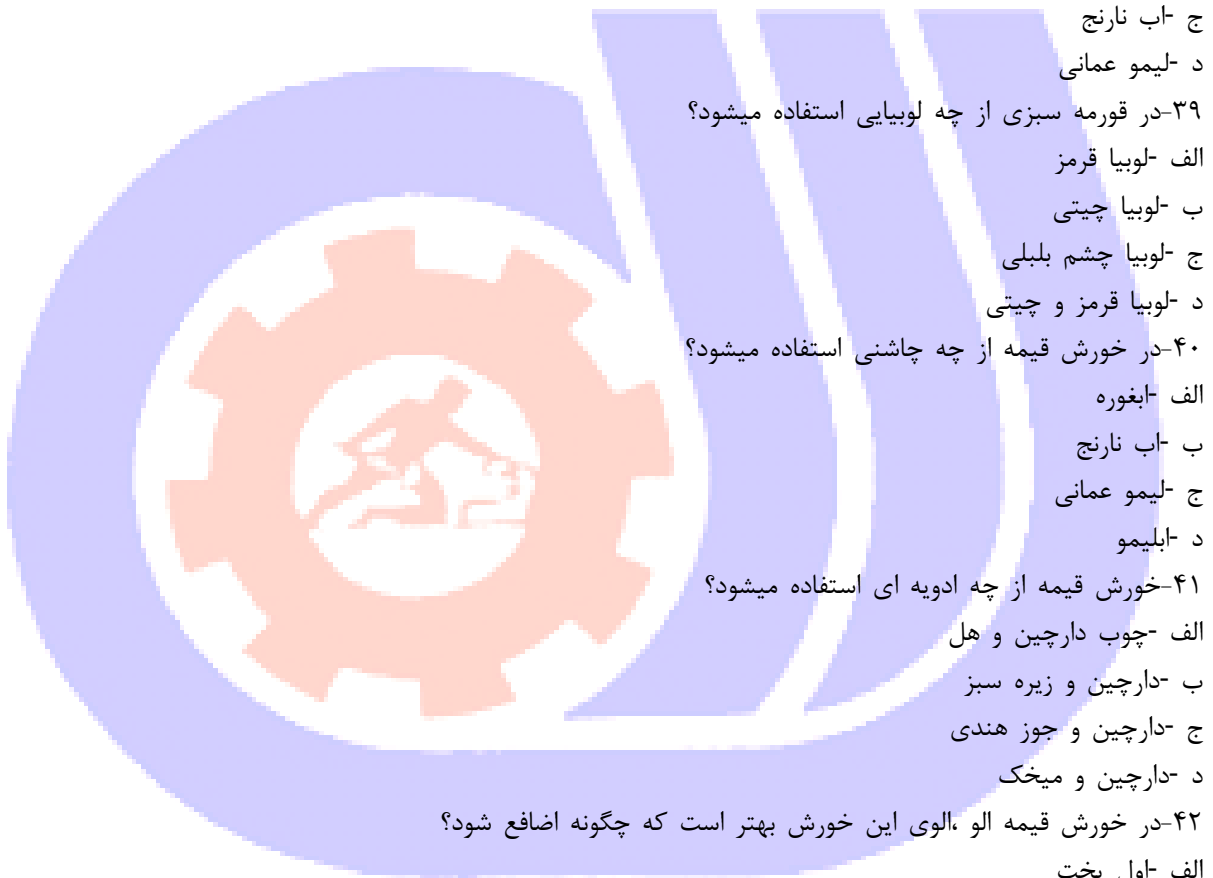 ج -اب نارنج
د -لیمو عمانی
۳۹-در قورمه سبزی از چه لوبیایی استفاده میشود؟
الف -لوبیا قرمز
ب -لوبیا چیتی
ج -لوبیا چشم بلبلی
د -لوبیا قرمز و چیتی
۴۰-در خورش قیمه از چه چاشنی استفاده میشود؟
الف -ابغوره
ب -اب نارنج
ج -لیمو عمانی
د -ابلیمو
۴۱-خورش قیمه از چه ادویه ای استفاده میشود؟
الف -چوب دارچین و هل
ب -دارچین و زیره سبز
ج -دارچین و جوز هندی
د -دارچین و میخک
۴۲-در خورش قیمه الو ،الوی این خورش بهتر است که چگونه اضافع شود؟
الف -اول پخت